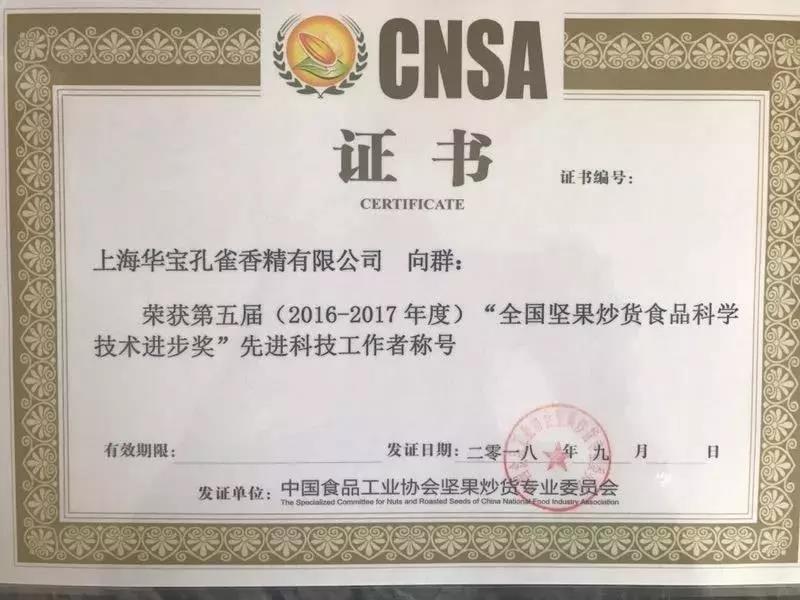 CNSA
证书
CERTIFICATE
证书编号：
上海华宝孔雀香精有限公司 向群：
荣获第五届（2016-2017 年度）“全国坚果炒货食品科学
技术进步奖”先进科技工作者称号
有效期限：
发证日期：二零一八 年 九 月 日
发证单位：中国食品工业协会坚果炒货专业委员会
The Specialized Committee for Nuts and Roasted Seeds of China National Food Industry Association